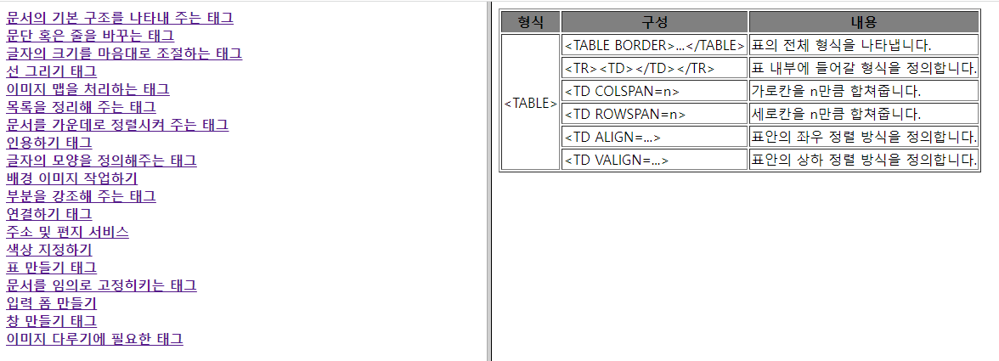 문서의 기본 구조를 나타내 주는 태그
문단 혹은 줄을 바꾸는 태그
글자의 크기를 마음대로 조절하는 태그
선 그리기 태그
이미지 맵을 처리하는 태그
목록을 정리해 주는 태그
문서를 가운데로 정렬시켜 주는 태그
인용하기 태그
글자의 모양을 정의해주는 태그
배경 이미지 작업하기
부분을 강조해 주는 태그
연결하기 태그
주소 및 편지 서비스
색상 지정하기
표 만들기 태그
문서를 임의로 고정히키는 태그
입력 폼 만들기
창 만들기 태그
이미지 다루기에 필요한 태그
형식 구성 내용
<TABLE> <TABLE BORDER>...</TABLE> 표의 전체 형식을 나타냅니다.
<TR><TD></TD></TR> 표 내부에 들어갈 형식을 정의합니다.
<TD COLSPAN=n> 가로칸을 n만큼 합쳐줍니다.
<TD ROWSPAN=n> 세로칸을 n만큼 합쳐줍니다.
<TD ALIGN=...> 표안의 좌우 정렬 방식을 정의합니다.
<TD VALIGN=...> 표안의 상하 정렬 방식을 정의합니다.